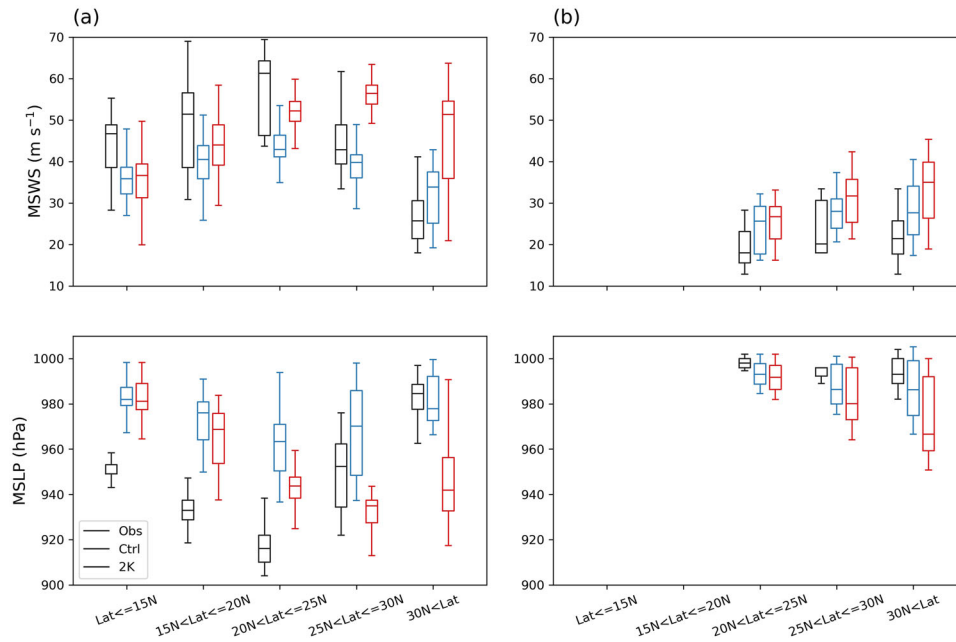 (a)
(b)
70
60
50
40
30
20
10
MSWS (m s⁻¹)
70
60
50
40
30
20
10
1000
980
960
940
920
900
MSLP (hPa)
Obs
Ctrl
2K
1000
980
960
940
920
900
Lat<=15N
15N<Lat<=20N
20N<Lat<=25N
25N<Lat<=30N
30N<Lat
Lat<=15N
15N<Lat<=20N
20N<Lat<=25N
25N<Lat<=30N
30N<Lat